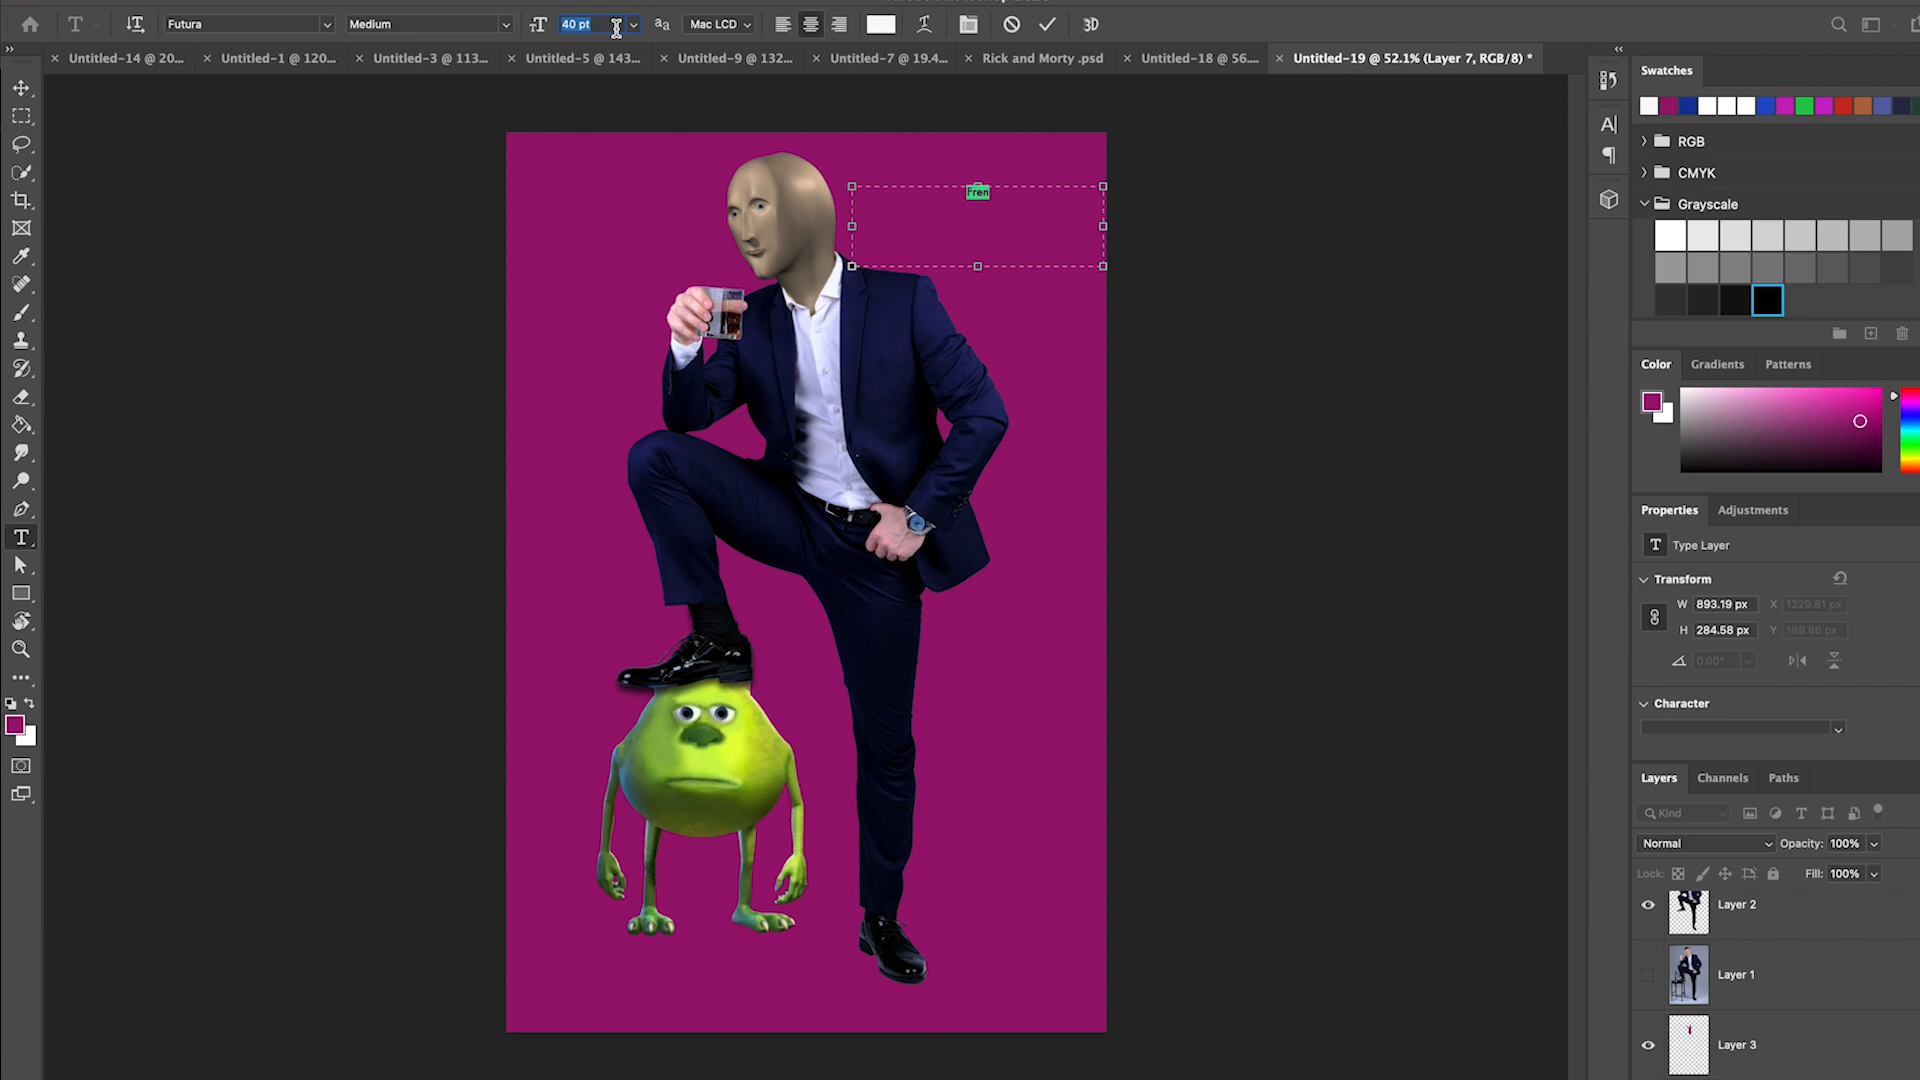 Futura
Medium
40 pt
aa
Mac LCD
3D
Untitled-14 @ 20...
Untitled-1 @ 120...
Untitled-3 @ 113...
Untitled-5 @ 143...
Untitled-9 @ 132...
Untitled-7 @ 19.4...
Rick and Morty .psd
Untitled-18 @ 56....
Untitled-19 @ 52.1% (Layer 7, RGB/8) *
Fren
Swatches
RGB
CMYK
Grayscale
Color
Gradients
Patterns
Properties
Adjustments
Type Layer
Transform
W 893.19 px
X 1229.81 px
H 284.58 px
Y 189.86 px
0.00°
Character
Layers
Channels
Paths
Kind
Normal
Opacity: 100%
Lock:
Fill: 100%
Layer 2
Layer 1
Layer 3